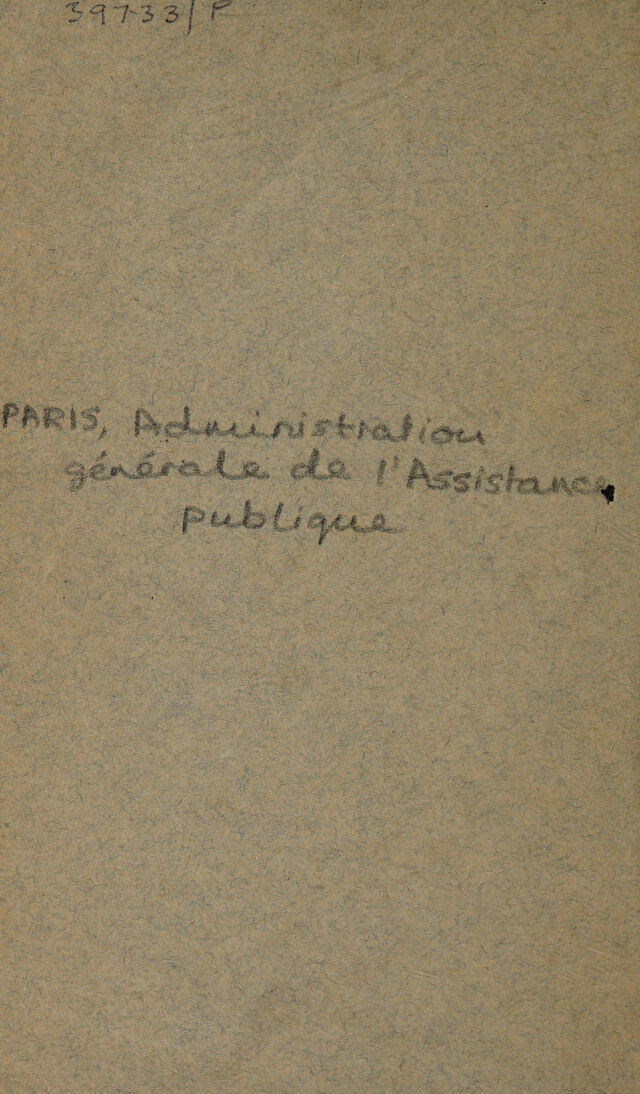 39733/P
PARIS, Administration
générale de l'Assistance
publique